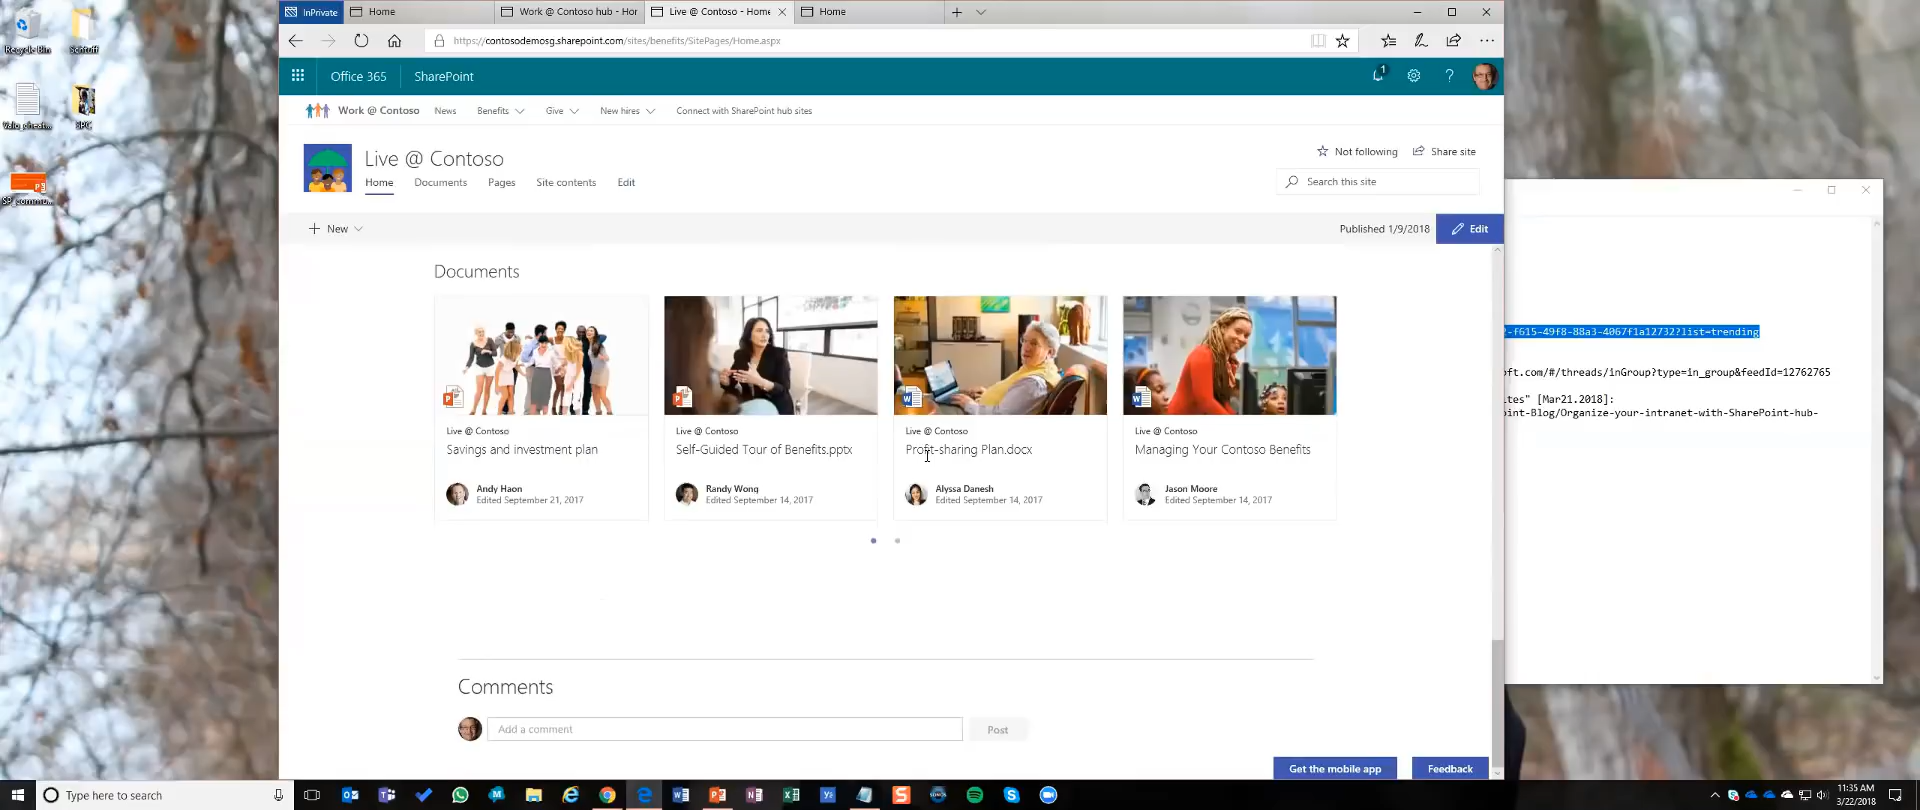 Recycle Bin
InPrivate
Home
Work @ Contoso hub - Hor
Live @ Contoso - Home
Home
https://contosodemosg.sharepoint.com/sites/benefits/SitePages/Home.aspx
Office 365
SharePoint
1
Work @ Contoso
News
Benefits
Give
New hires
Connect with SharePoint hub sites
Live @ Contoso
Not following
Share site
Home
Documents
Pages
Site contents
Edit
Search this site
+ New
Published 1/9/2018
Edit
SPC
Documents
-f615-49f8-88a3-4067f1a12732?list=trending
oft.com/#/threads/inGroup?type=in_group&feedId=12762765
tes" [Mar21.2018]:
oint-Blog/Organize-your-intranet-with-SharePoint-hub-
Live @ Contoso
Savings and investment plan
Andy Haon
Edited September 21, 2017
Live @ Contoso
Self-Guided Tour of Benefits.pptx
Randy Wong
Edited September 14, 2017
Live @ Contoso
Profit-sharing Plan.docx
Alyssa Danesh
Edited September 14, 2017
Live @ Contoso
Managing Your Contoso Benefits
Jason Moore
Edited September 14, 2017
Comments
Add a comment
Post
Get the mobile app
Feedback
Type here to search
11:35 AM
3/22/2018